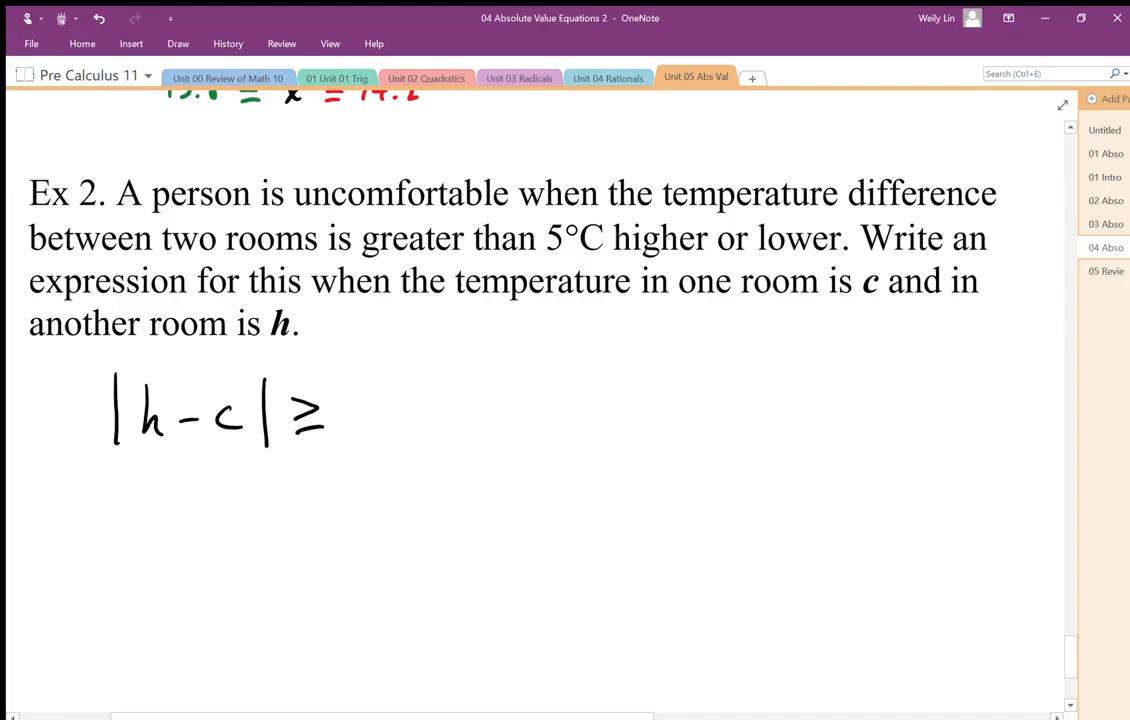 04 Absolute Value Equations 2 - OneNote
Weily Lin
File Home Insert Draw History Review View Help
Pre Calculus 11
Unit 00 Review of Math 10
01 Unit 01 Trig
Unit 02 Quadratics
Unit 03 Radicals
Unit 04 Rationals
Unit 05 Abs Val
Search (Ctrl+E)
Add Pa
Untitled
01 Abso
01 Intro
02 Abso
03 Abso
04 Abso
05 Revie
Ex 2. A person is uncomfortable when the temperature difference
between two rooms is greater than 5°C higher or lower. Write an
expression for this when the temperature in one room is c and in
another room is h.
|h - c| ≥